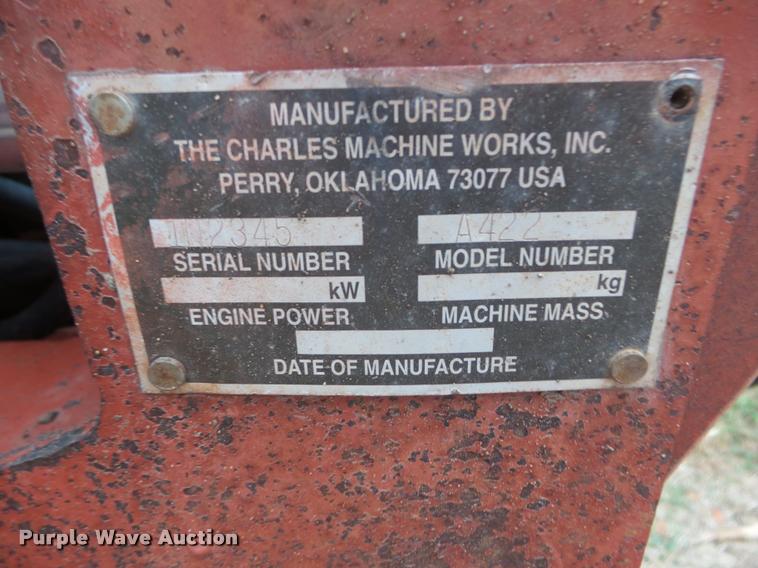 MANUFACTURED BY
THE CHARLES MACHINE WORKS, INC.
PERRY, OKLAHOMA 73077 USA
A422
SERIAL NUMBER MODEL NUMBER
kW kg
ENGINE POWER MACHINE MASS
DATE OF MANUFACTURE
Purple Wave Auction